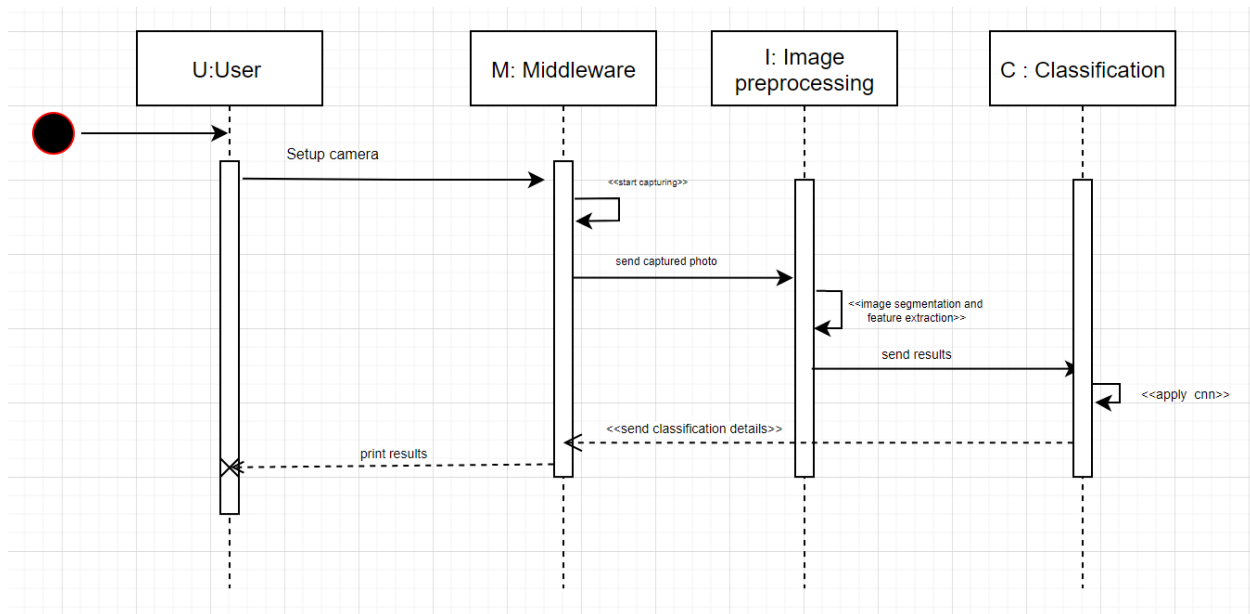 U:User
M: Middleware
I: Image
preprocessing
C : Classification
Setup camera
<<start capturing>>
send captured photo
<<image segmentation and
feature extraction>>
send results
<<apply  cnn>>
<<send classification details>>
print results